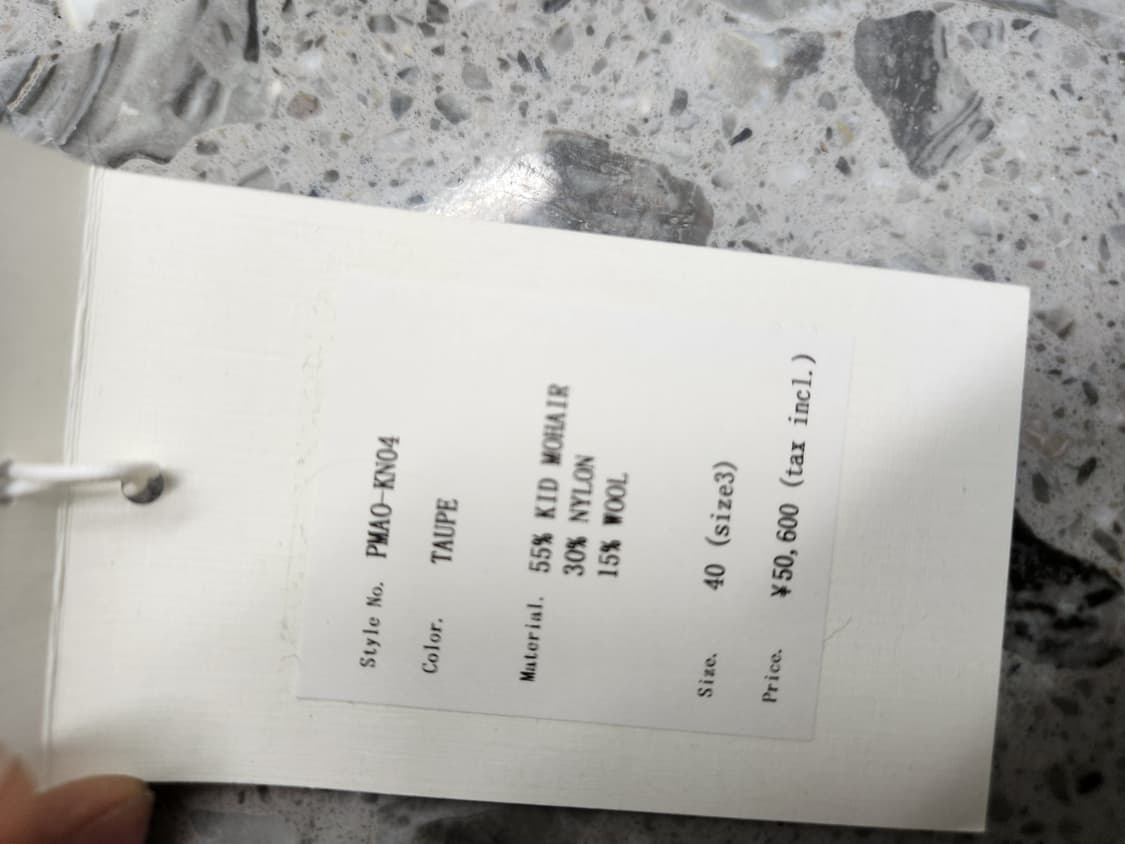 Style No. PMAO-KN04
Color. TAUPE
Material. 55% KID MOHAIR
30% NYLON
15% WOOL
Size. 40 (size3)
Price. ¥50,600 (tax incl.)